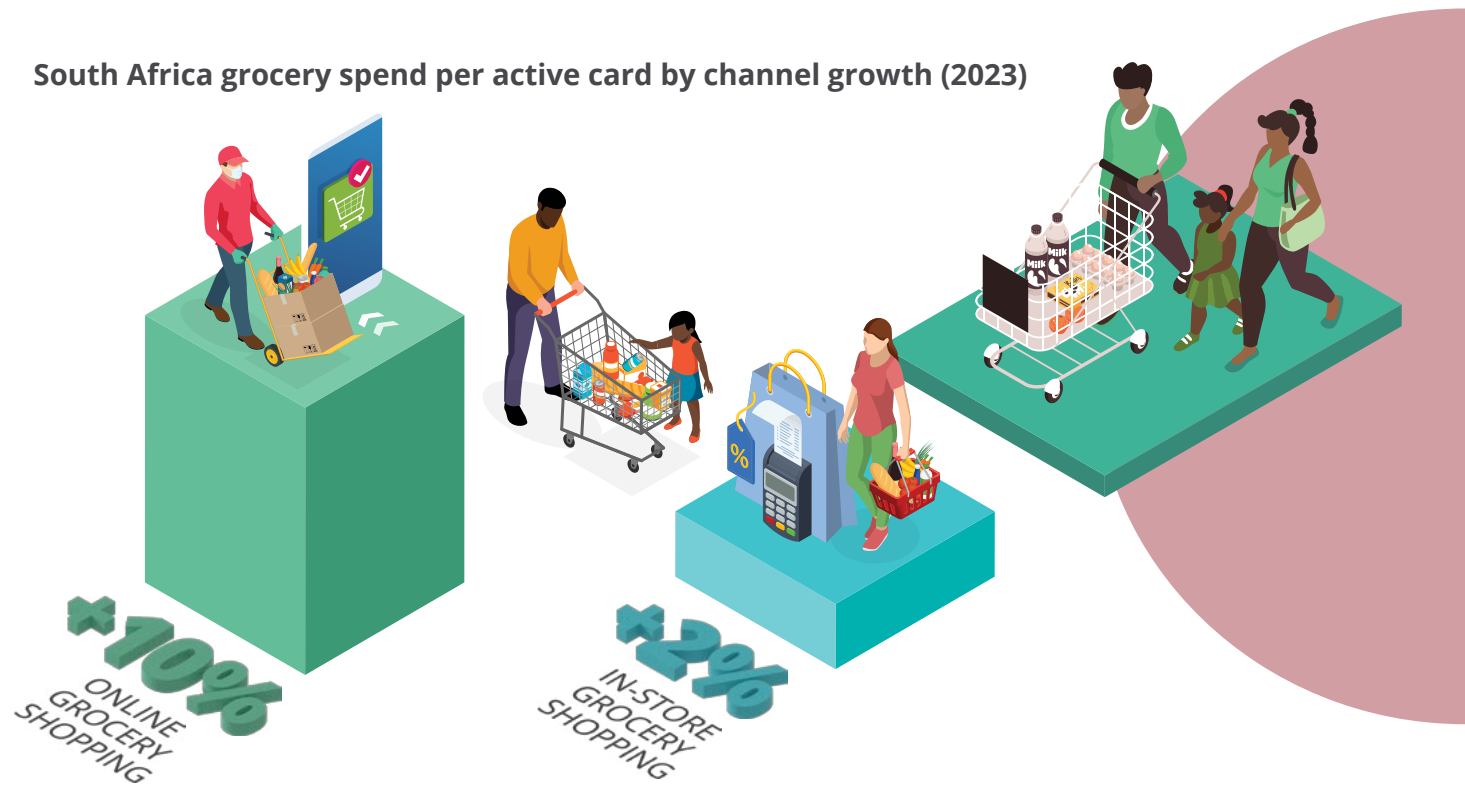 South Africa grocery spend per active card by channel growth (2023)
Milk
Milk
%
+10%
ONLINE
GROCERY
SHOPPING
+2%
IN-STORE
GROCERY
SHOPPING